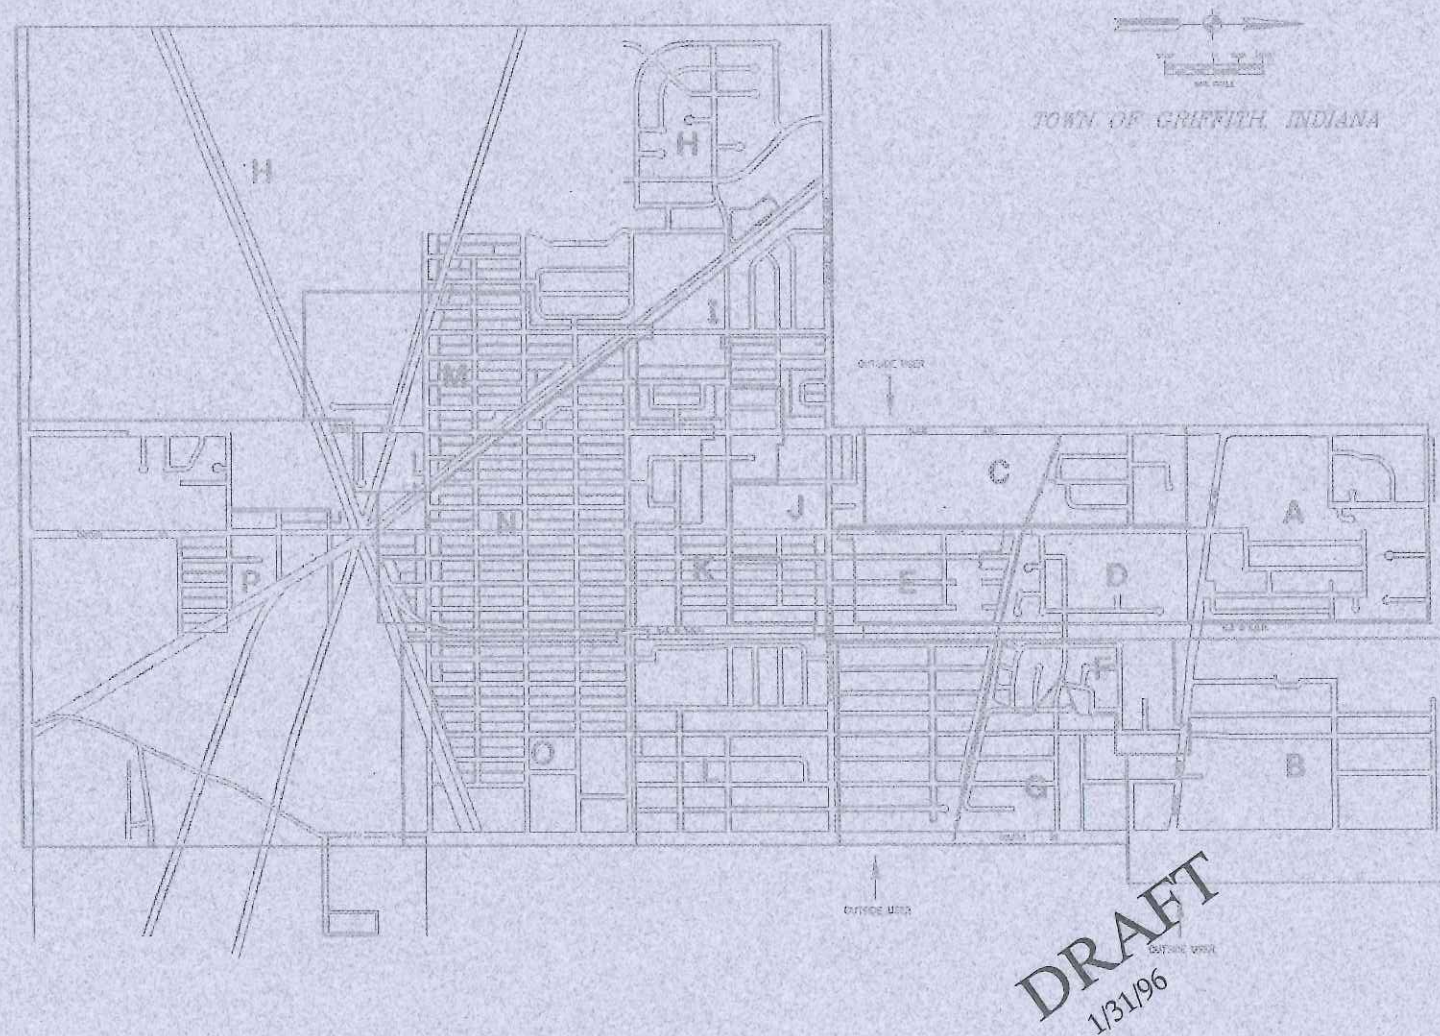 TOWN OF GRIFFITH, INDIANA
H
H
I
OUTSIDE USER
M
C
A
N
J
P
K
E
D
F
O
L
G
B
OUTSIDE USER
OUTSIDE USER
DRAFT
1/31/96